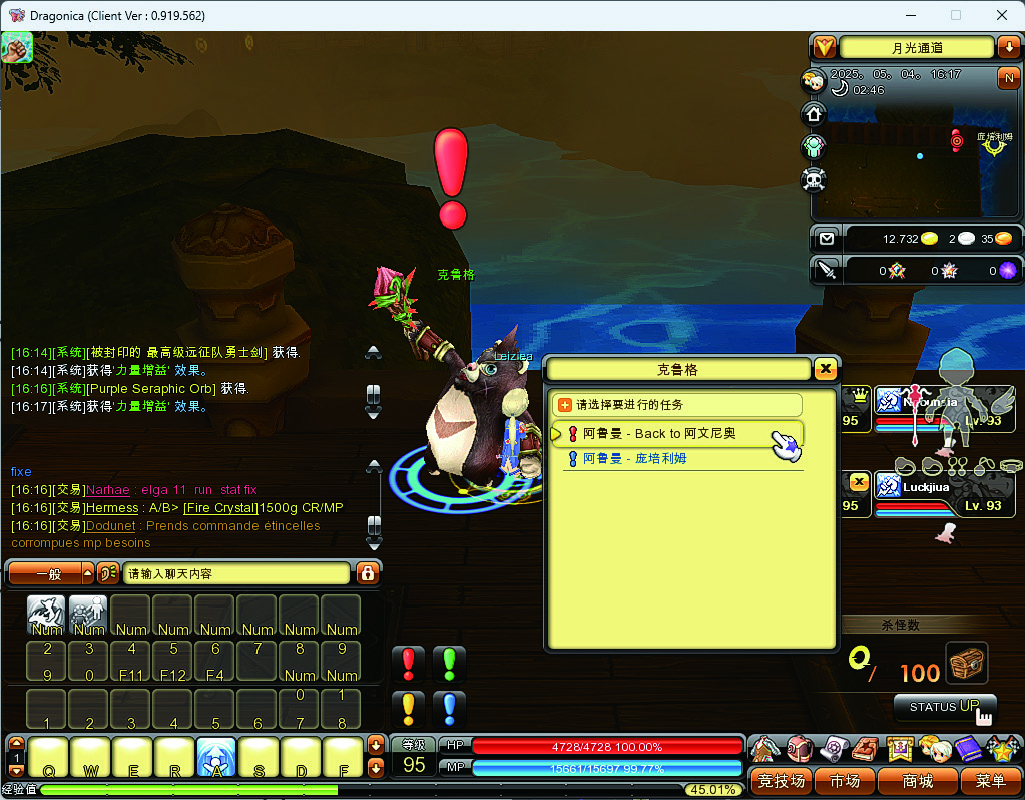 Dragonica (Client Ver : 0.919.562)
月光通道
2025。05。04。16:17
N
02:46
庞培利姆
12.732 2 35
0 0 0
克鲁格
Leiziea
[16:14][系统][被封印的 最高级远征队勇士剑] 获得.
[16:14][系统]获得'力量增益' 效果。
[16:16][系统][Purple Seraphic Orb] 获得.
[16:17][系统]获得'力量增益' 效果。
fixe
[16:16][交易]Narhae : elga 11 run stat fix
[16:16][交易]Hermess : A/B> [Fire Crystal]1500g CR/MP
[16:16][交易]Dodunet : Prends commande étincelles
corrompues mp besoins
一般
请输入聊天内容
克鲁格
请选择要进行的任务
阿鲁曼 - Back to 阿文尼奥
阿鲁曼 - 庞培利姆
95
Lv. 93
95
Luckjiua
Lv. 93
杀怪数
0/ 100
STATUS UP
Num Num Num Num Num Num Num Num
2 3 4 5 6 7 8 9
9 0 F11 F12 F4 Num Num
0 1
1 2 3 4 5 6 7 8
1
Q W E R A S D F
等级
95
HP
4728/4728 100.00%
MP
15661/15697 99.77%
竞技场
市场
商城
菜单
经验值
45.01%